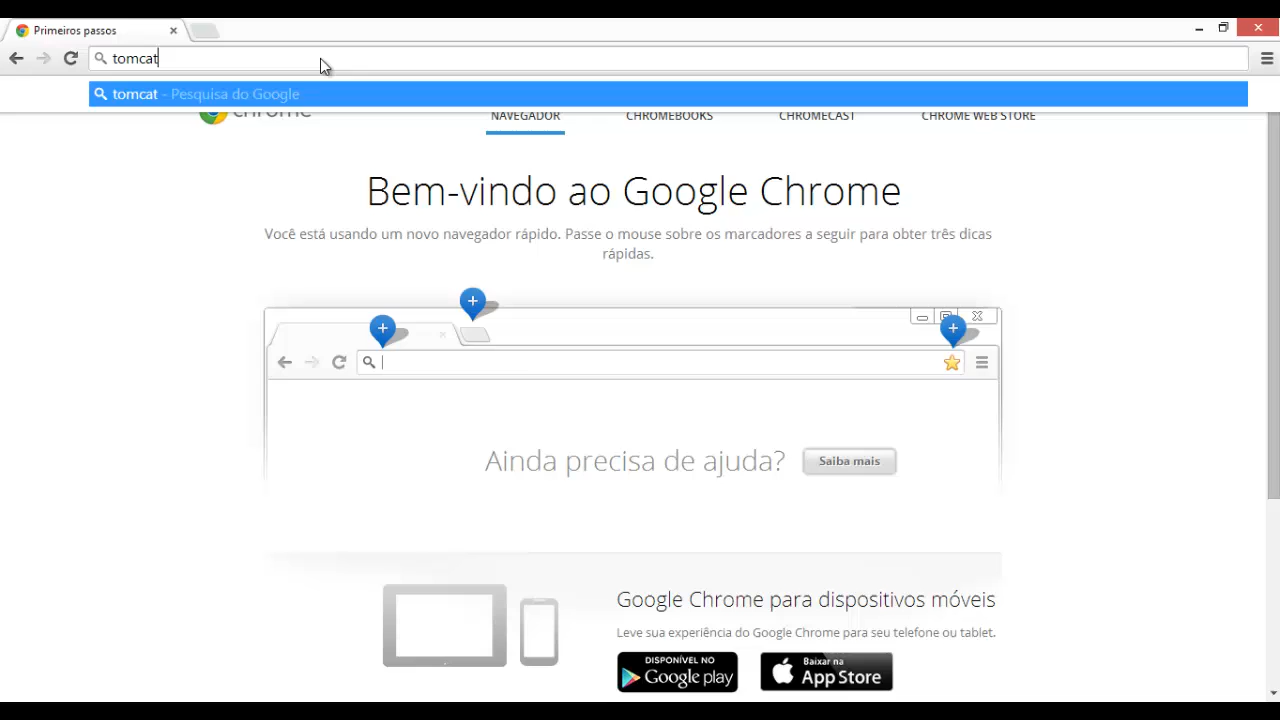 Primeiros passos
tomcat
tomcat - Pesquisa do Google
chrome
NAVEGADOR
CHROMEBOOKS
CHROMECAST
CHROME WEB STORE
Bem-vindo ao Google Chrome
Você está usando um novo navegador rápido. Passe o mouse sobre os marcadores a seguir para obter três dicas
rápidas.
Ainda precisa de ajuda?
Saiba mais
Google Chrome para dispositivos móveis
Leve sua experiência do Google Chrome para seu telefone ou tablet.
DISPONÍVEL NO
Google play
Baixar na
App Store